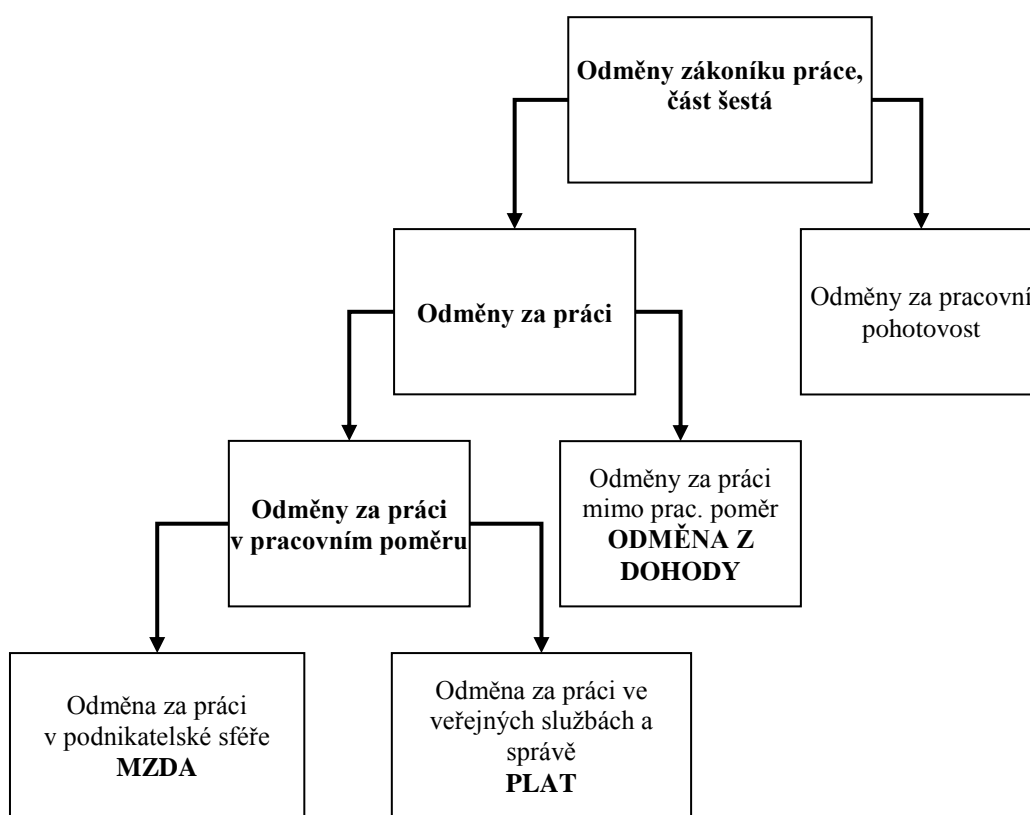 Odměny zákoníku práce,
část šestá
Odměny za práci
Odměny za pracovní
pohotovost
Odměny za práci
v pracovním poměru
Odměny za práci
mimo prac. poměr
ODMĚNA Z
DOHODY
Odměna za práci
v podnikatelské sféře
MZDA
Odměna za práci ve
veřejných službách a
správě
PLAT